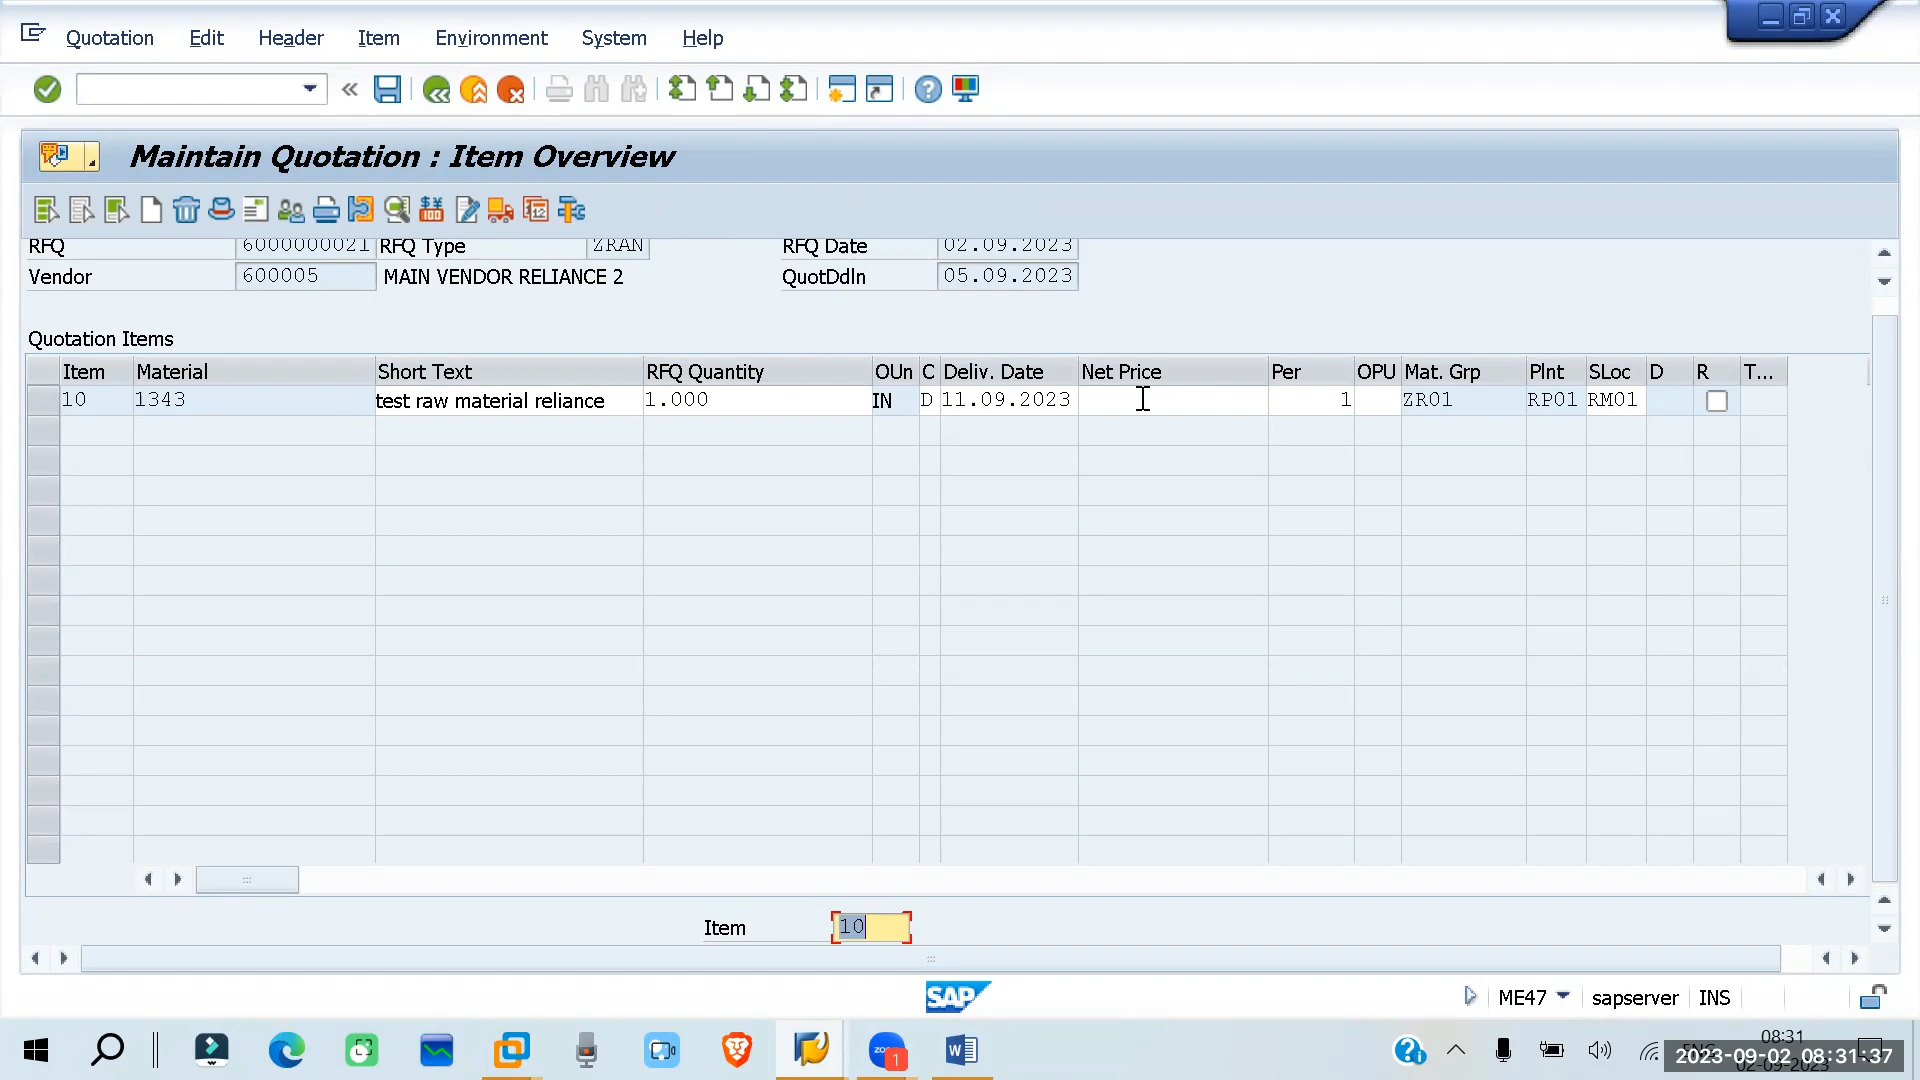 Quotation Edit Header Item Environment System Help
Maintain Quotation : Item Overview
RFQ 6000000021 RFQ Type ZRAN RFQ Date 02.09.2023
Vendor 600005 MAIN VENDOR RELIANCE 2 QuotDdln 05.09.2023
Quotation Items
Item Material Short Text RFQ Quantity OUn C Deliv. Date Net Price Per OPU Mat. Grp Plnt SLoc D R T...
10 1343 test raw material reliance 1.000 IN D 11.09.2023 1 ZR01 RP01 RM01
Item 10
SAP
ME47 sapserver INS
08:31
2023-09-02 08:31:37